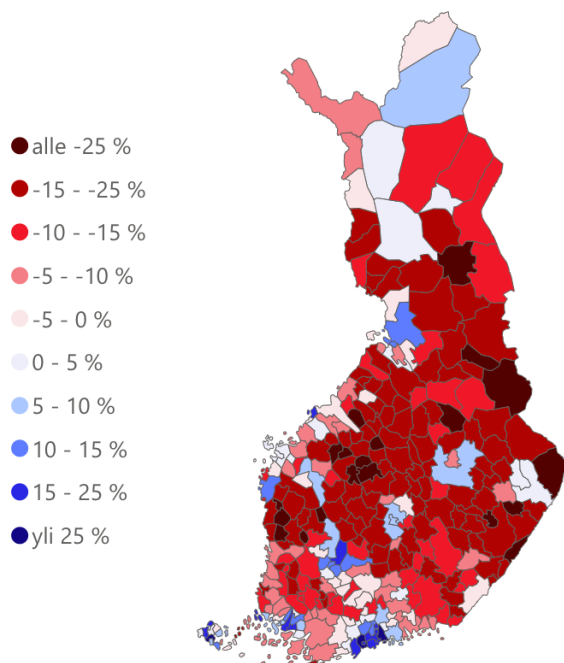 alle -25 %
-15 - -25 %
-10 - -15 %
-5 - -10 %
-5 - 0 %
0 - 5 %
5 - 10 %
10 - 15 %
15 - 25 %
yli 25 %